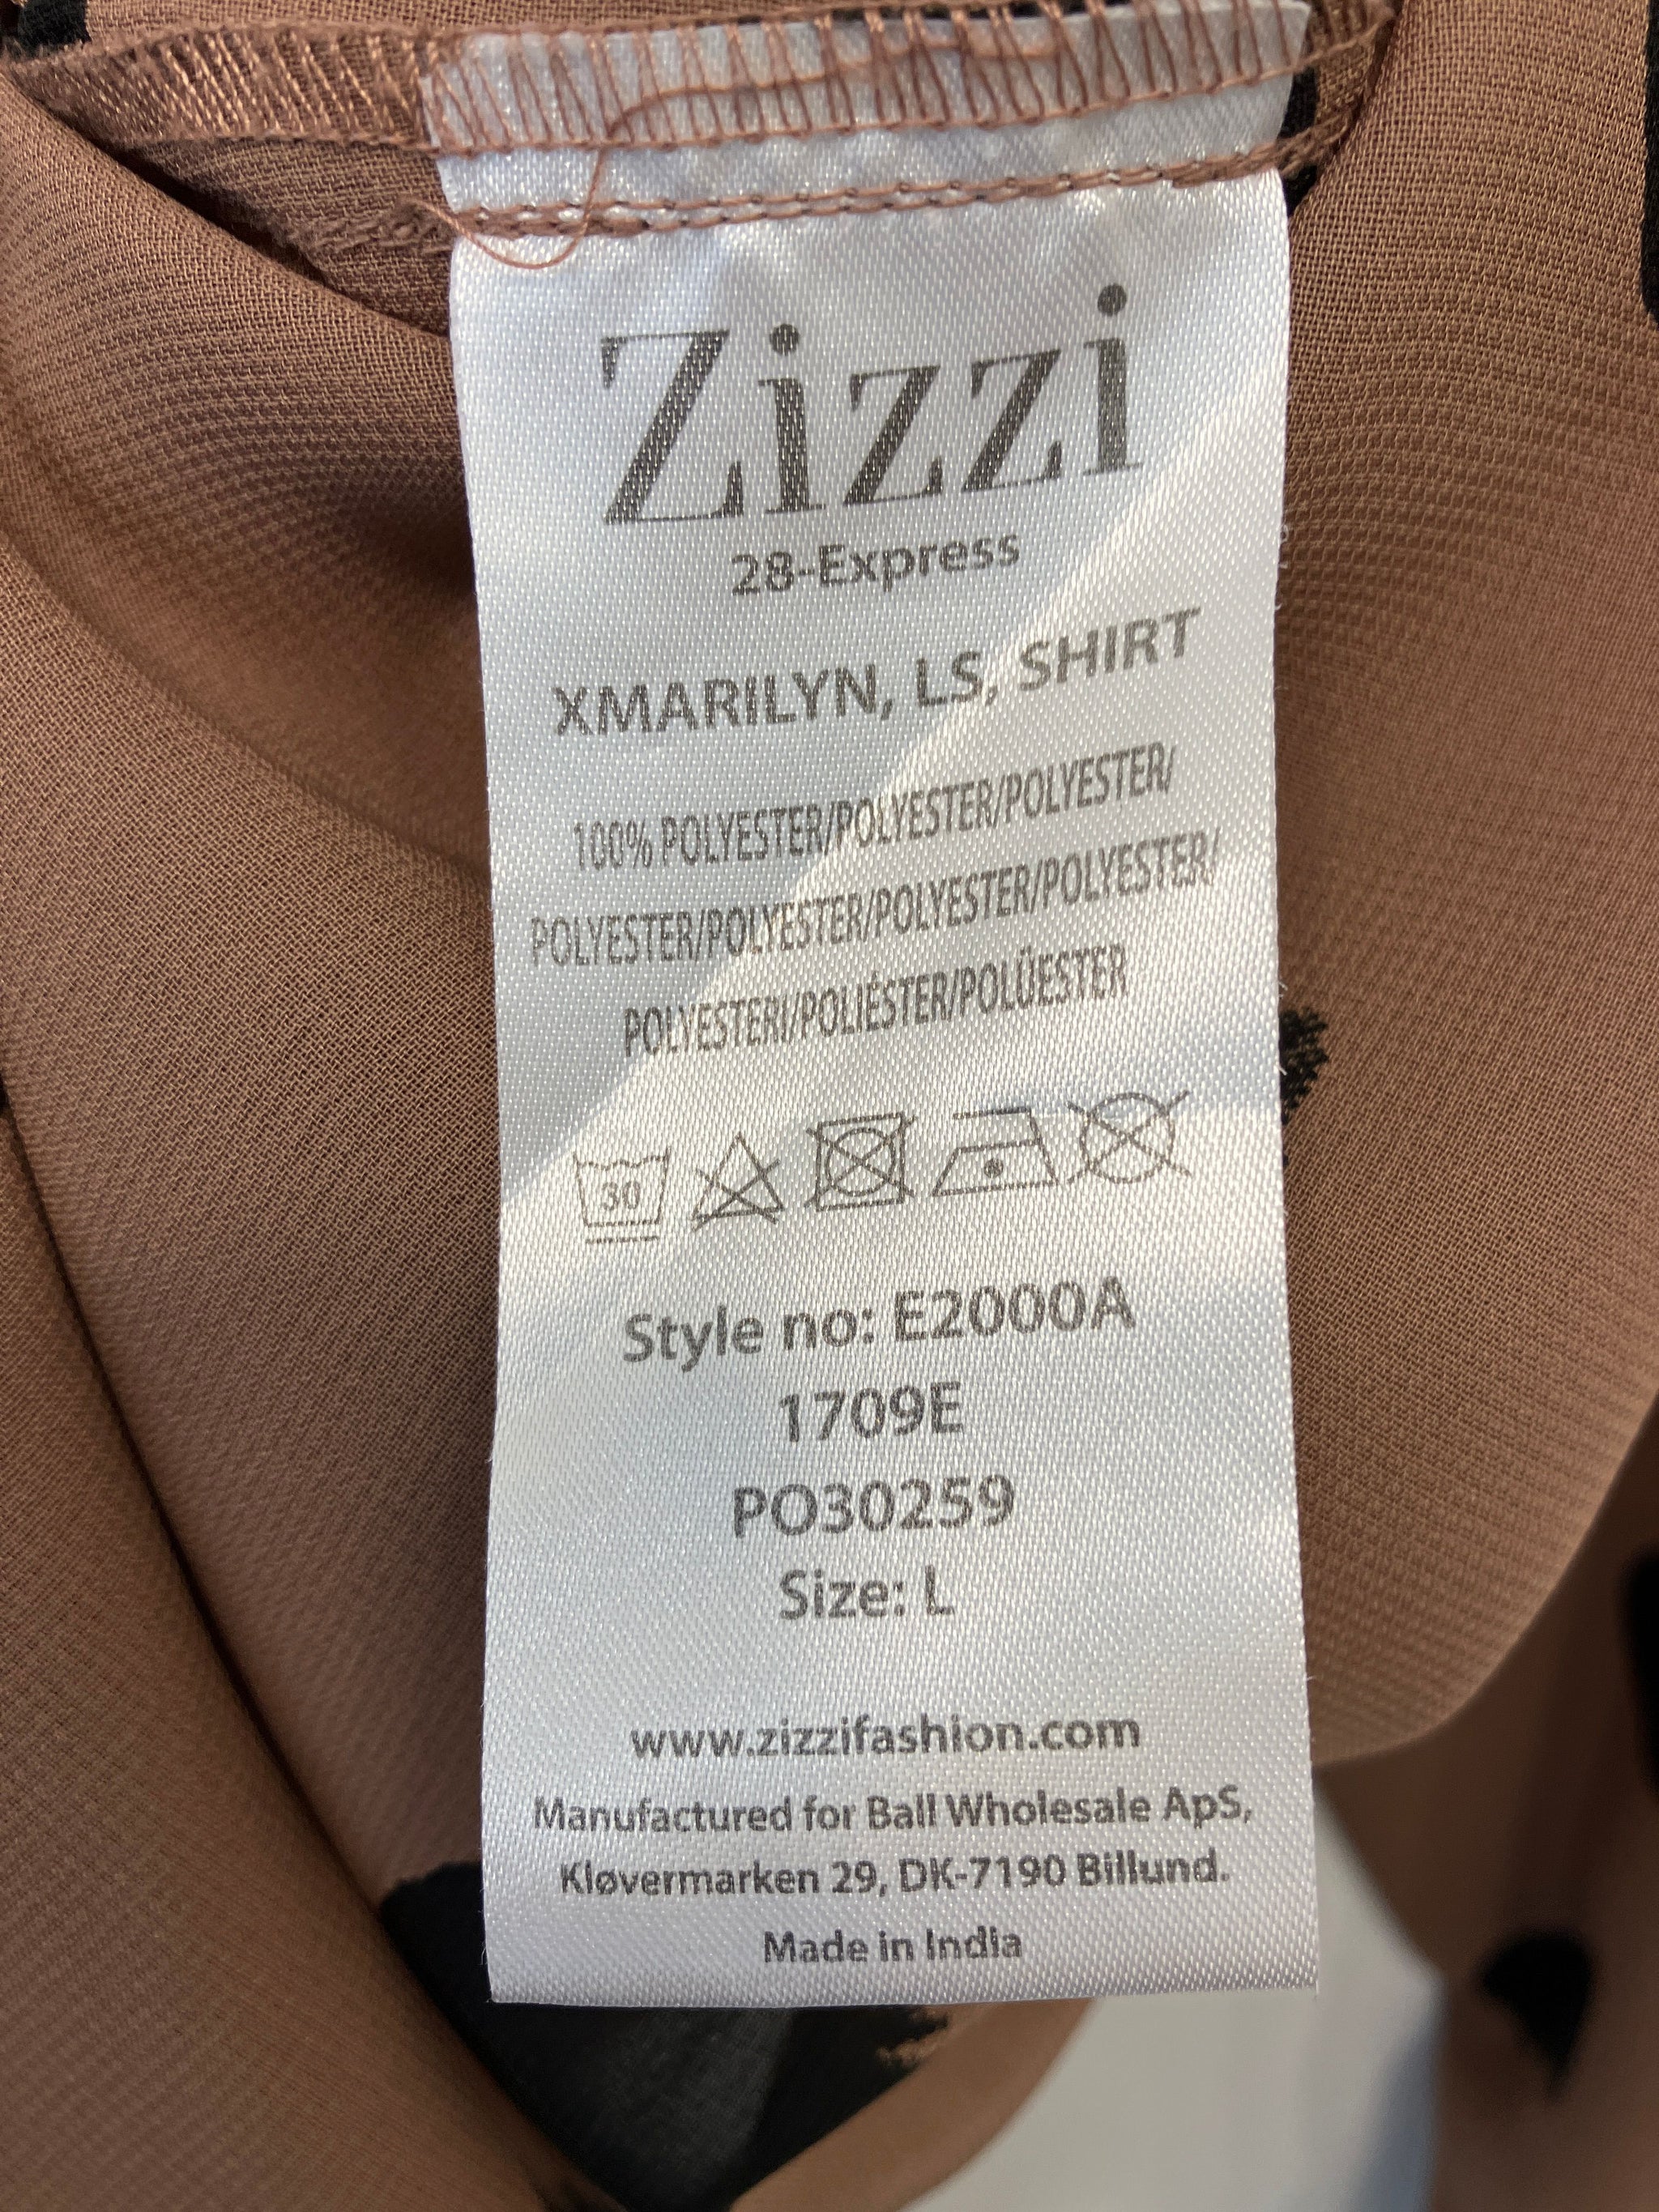 Zizzi
28-Express
XMARILYN, LS, SHIRT
100% POLYESTER/POLYESTER/POLYESTER/
POLYESTER/POLYESTER/POLYESTER/POLYESTER/
POLYESTERI/POLIÉSTER/POLÜESTER
30
Style no: E2000A
1709E
PO30259
Size: L
www.zizzifashion.com
Manufactured for Ball Wholesale ApS,
Kløvermarken 29, DK-7190 Billund.
Made in India